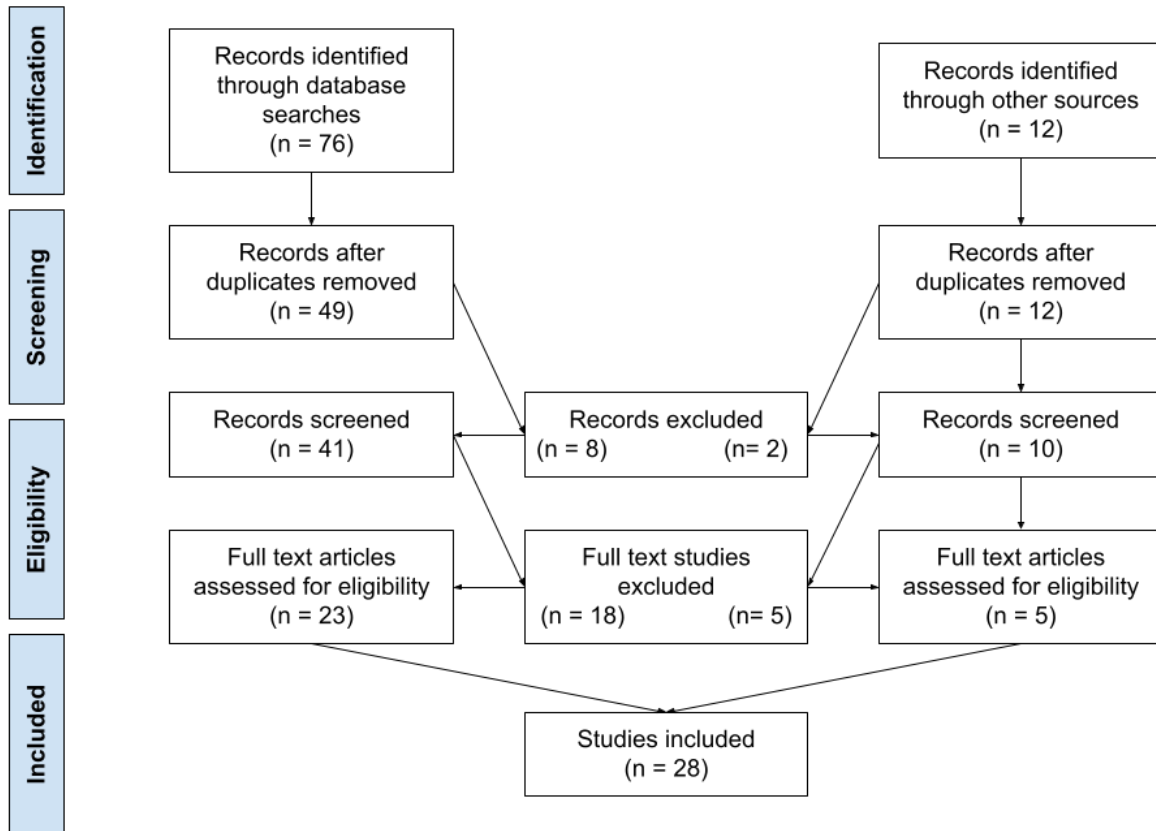 Identification
Records identified
through database
searches
(n = 76)
Records identified
through other sources
(n = 12)
Screening
Records after
duplicates removed
(n = 49)
Records after
duplicates removed
(n = 12)
Eligibility
Records screened
(n = 41)
Records excluded
(n = 8) (n= 2)
Records screened
(n = 10)
Full text articles
assessed for eligibility
(n = 23)
Full text studies
excluded
(n = 18) (n= 5)
Full text articles
assessed for eligibility
(n = 5)
Included
Studies included
(n = 28)